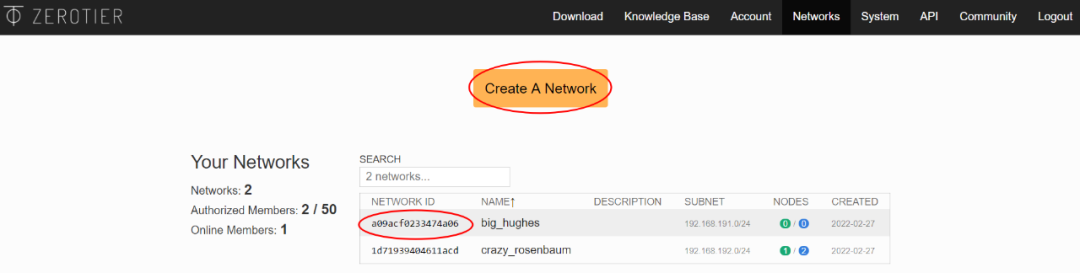 ZEROTIER Download Knowledge Base Account Networks System API Community Logout
Create A Network
Your Networks
Networks: 2
Authorized Members: 2 / 50
Online Members: 1
SEARCH
2 networks...
NETWORK ID NAME↑ DESCRIPTION SUBNET NODES CREATED
a09acf0233474a06 big_hughes 192.168.191.0/24 0 / 0 2022-02-27
1d71939404611acd crazy_rosenbaum 192.168.192.0/24 1 / 2 2022-02-27